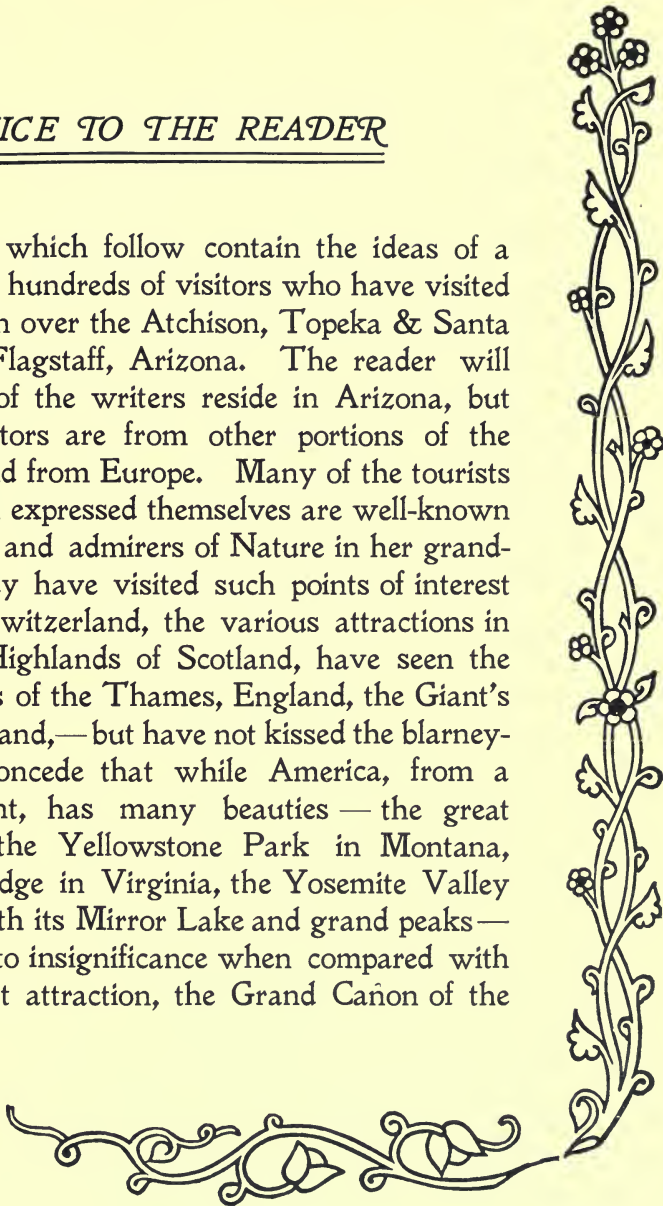 ICE TO THE READER
which follow contain the ideas of a
hundreds of visitors who have visited
n over the Atchison, Topeka & Santa
Flagstaff, Arizona. The reader will
of the writers reside in Arizona, but
tors are from other portions of the
d from Europe. Many of the tourists
expressed themselves are well-known
and admirers of Nature in her grand-
y have visited such points of interest
witzerland, the various attractions in
Highlands of Scotland, have seen the
s of the Thames, England, the Giant's
and,—but have not kissed the blarney-
oncede that while America, from a
nt, has many beauties — the great
the Yellowstone Park in Montana,
dge in Virginia, the Yosemite Valley
th its Mirror Lake and grand peaks—
to insignificance when compared with
t attraction, the Grand Cañon of the